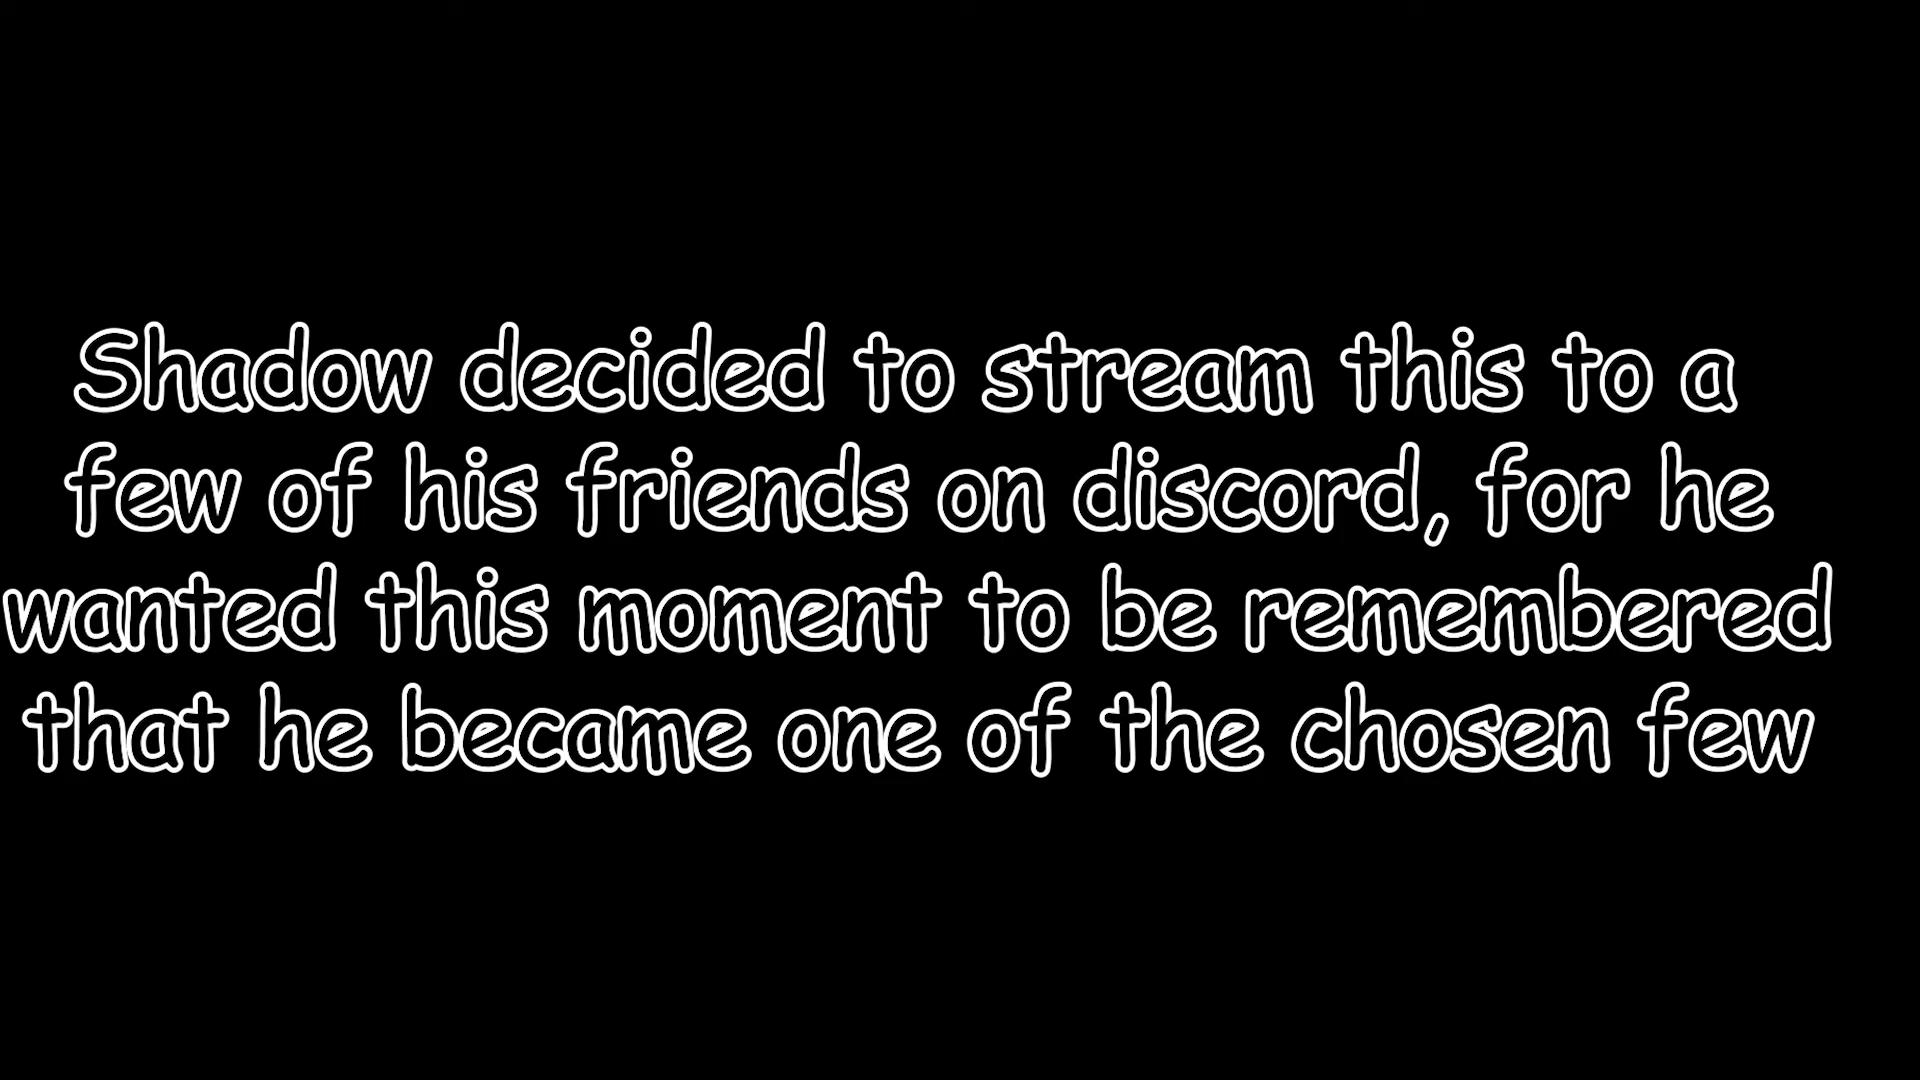 Shadow decided to stream this to a
few of his friends on discord, for he
wanted this moment to be remembered
that he became one of the chosen few